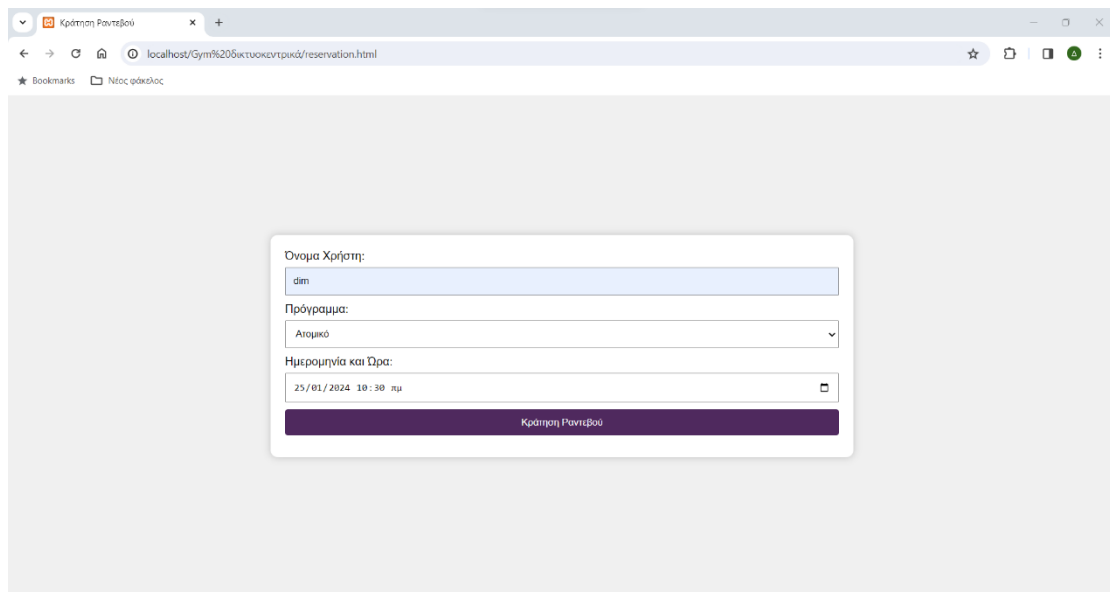 Κράτηση Ραντεβού
localhost/Gym%20δικτυοκεντρικά/reservation.html
Bookmarks Νέος φάκελος
Όνομα Χρήστη:
dim
Πρόγραμμα:
Ατομικό
Ημερομηνία και Ώρα:
25/01/2024 10:30 πμ
Κράτηση Ραντεβού